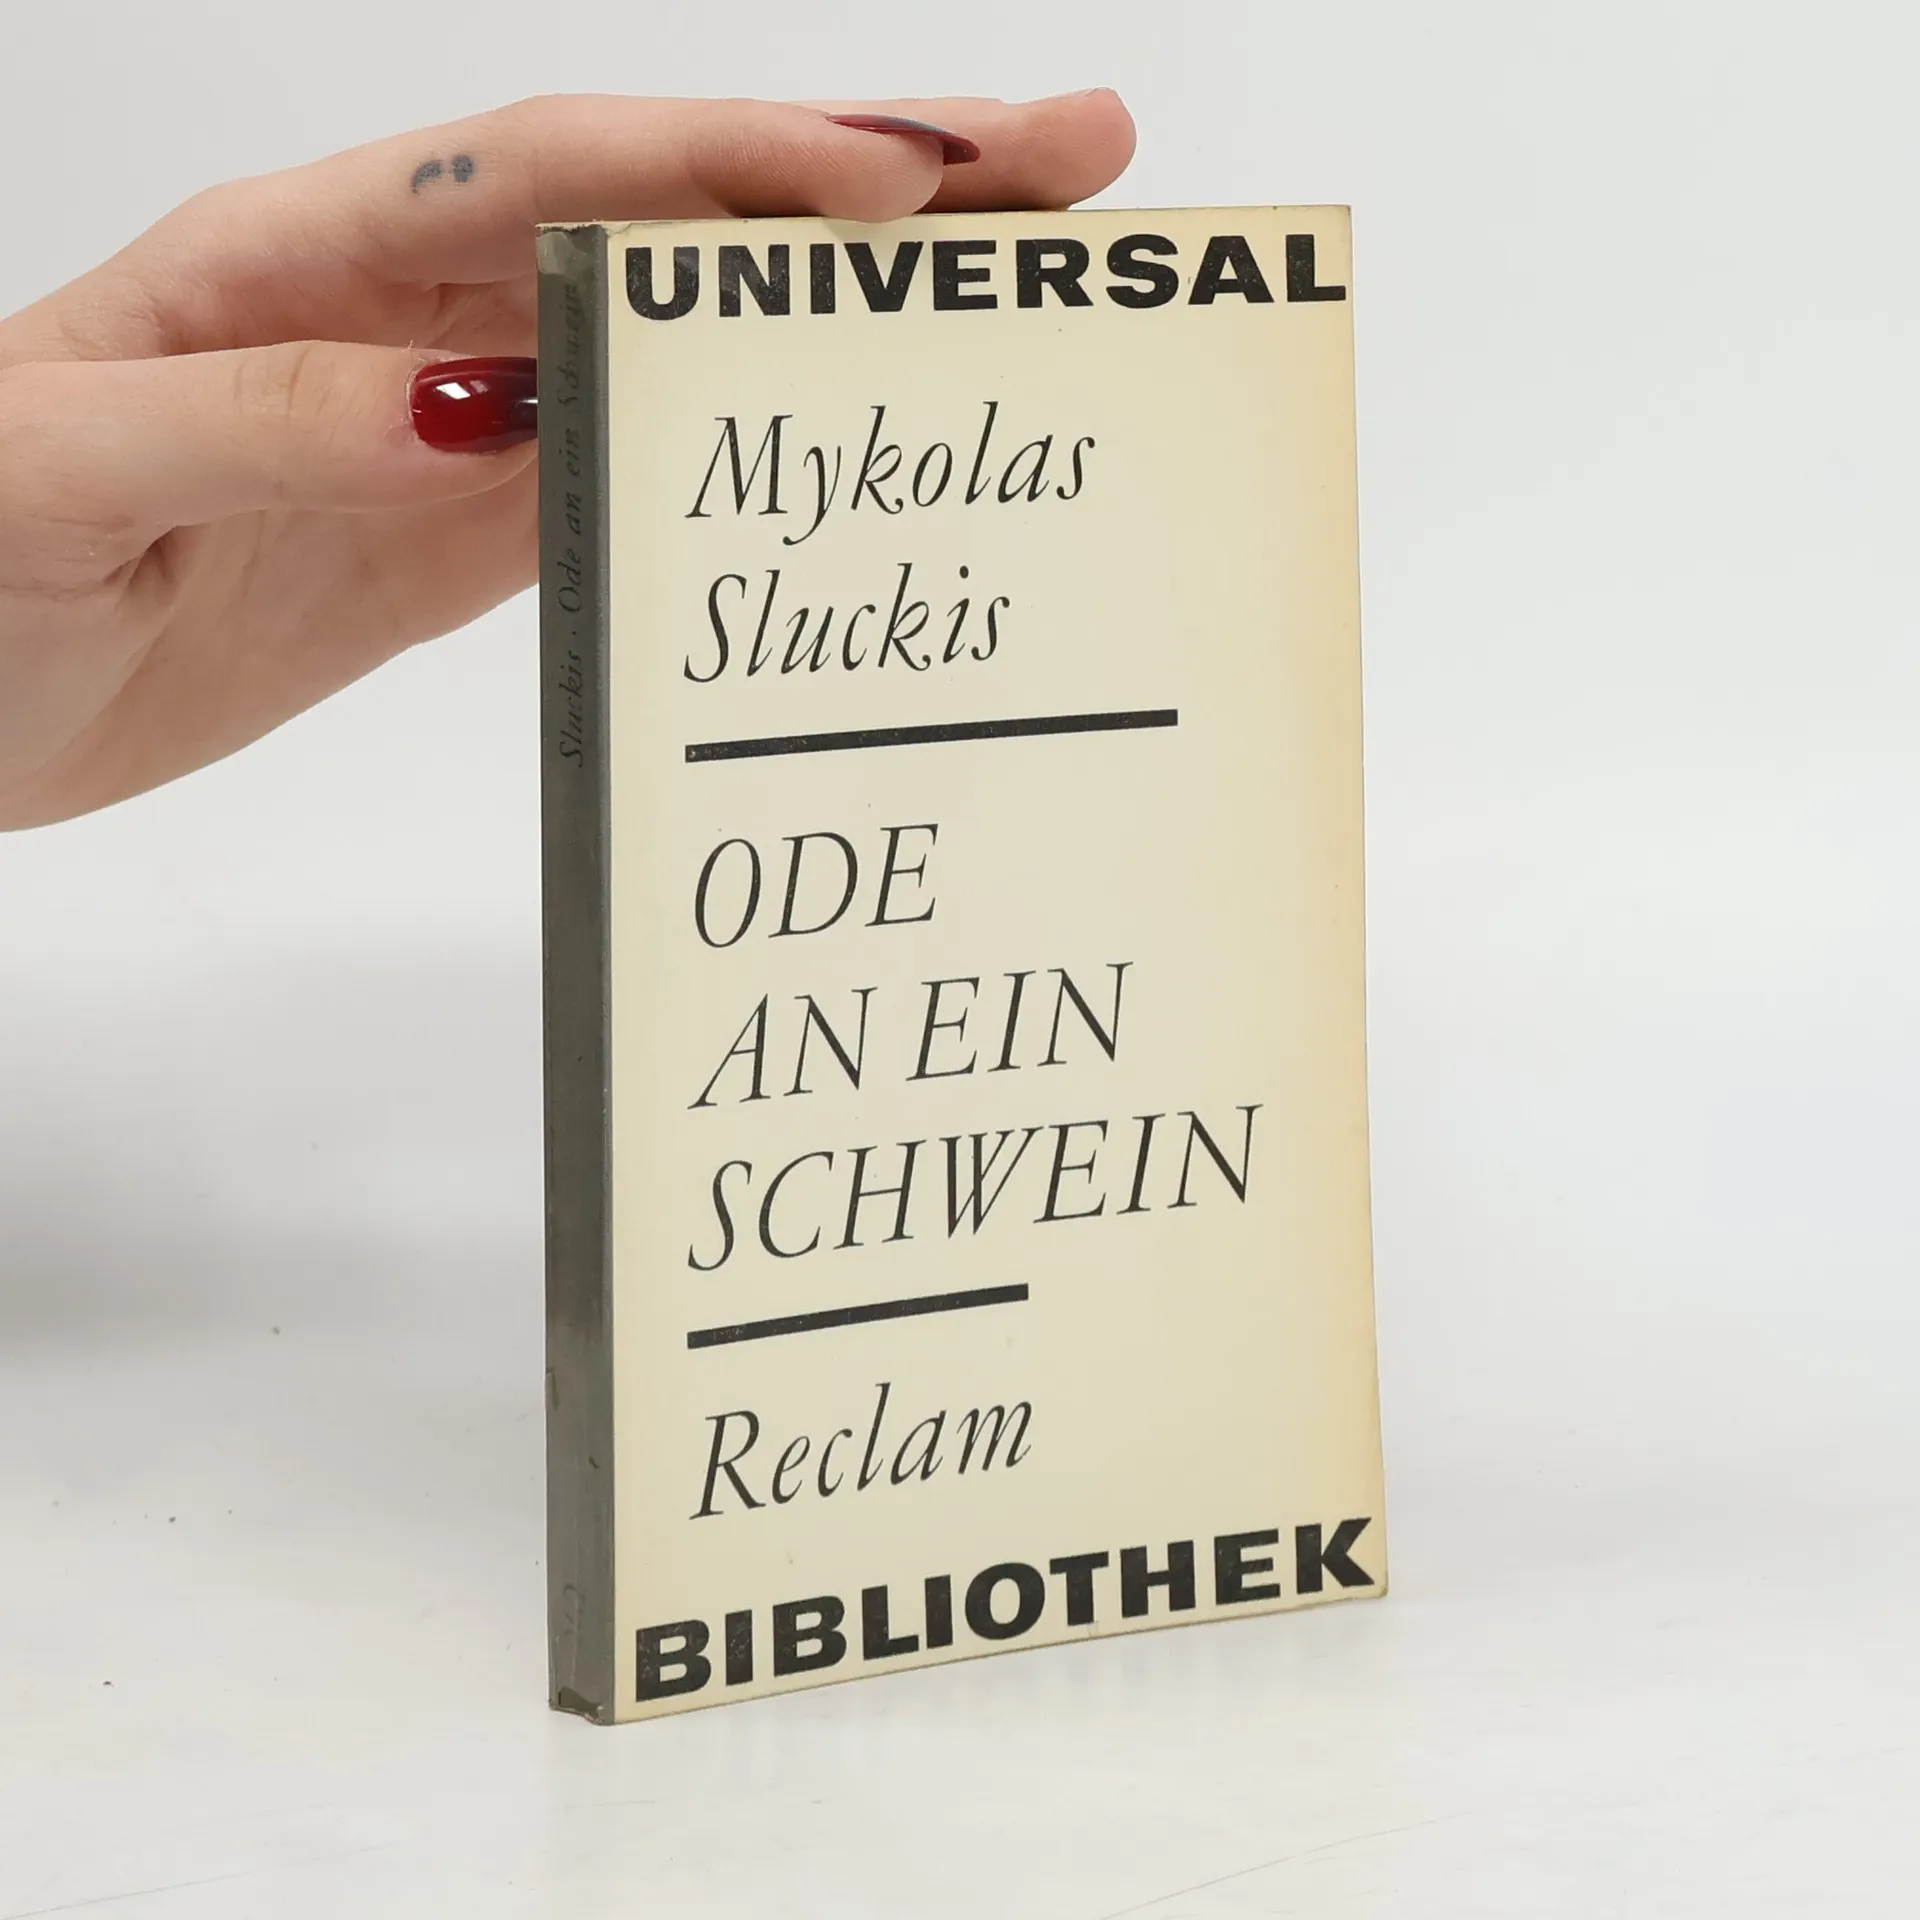 UNIVERSAL
Mykolas
Sluckis
ODE
AN EIN
SCHWEIN
Reclam
BIBLIOTHEK
Sluckis · Ode an ein Schwein